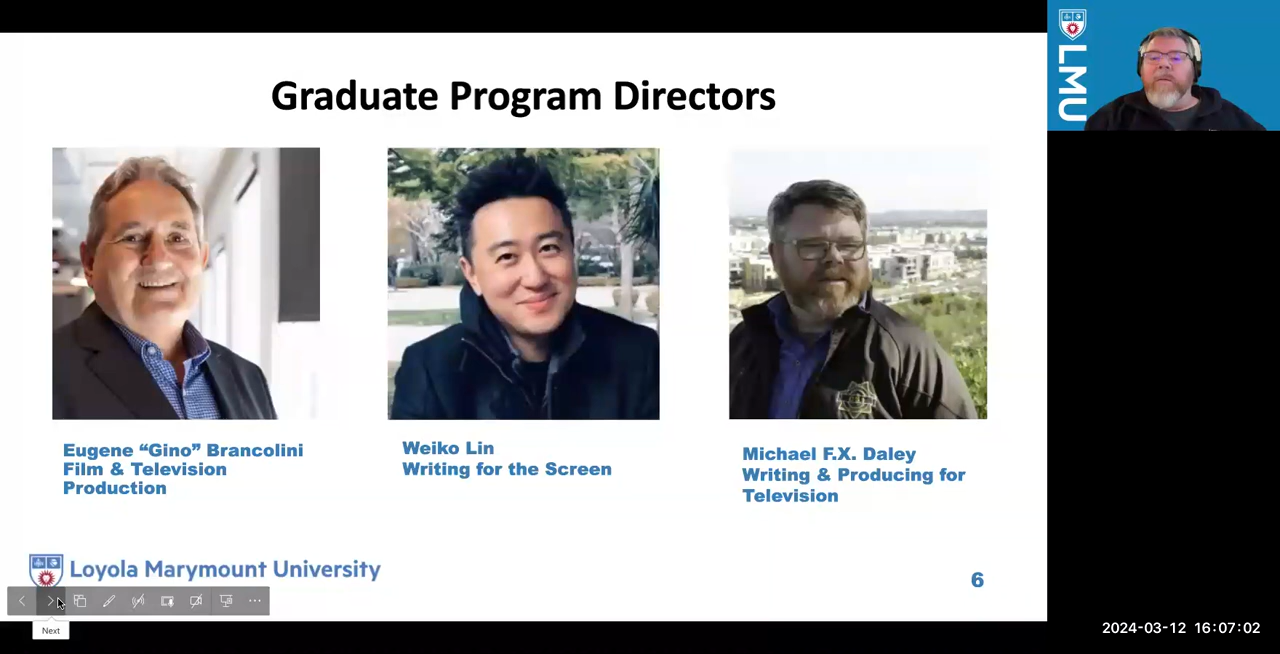 Graduate Program Directors
LMU
Eugene “Gino” Brancolini
Film & Television
Production
Weiko Lin
Writing for the Screen
Michael F.X. Daley
Writing & Producing for
Television
Loyola Marymount University
6
Next
2024-03-12 16:07:02